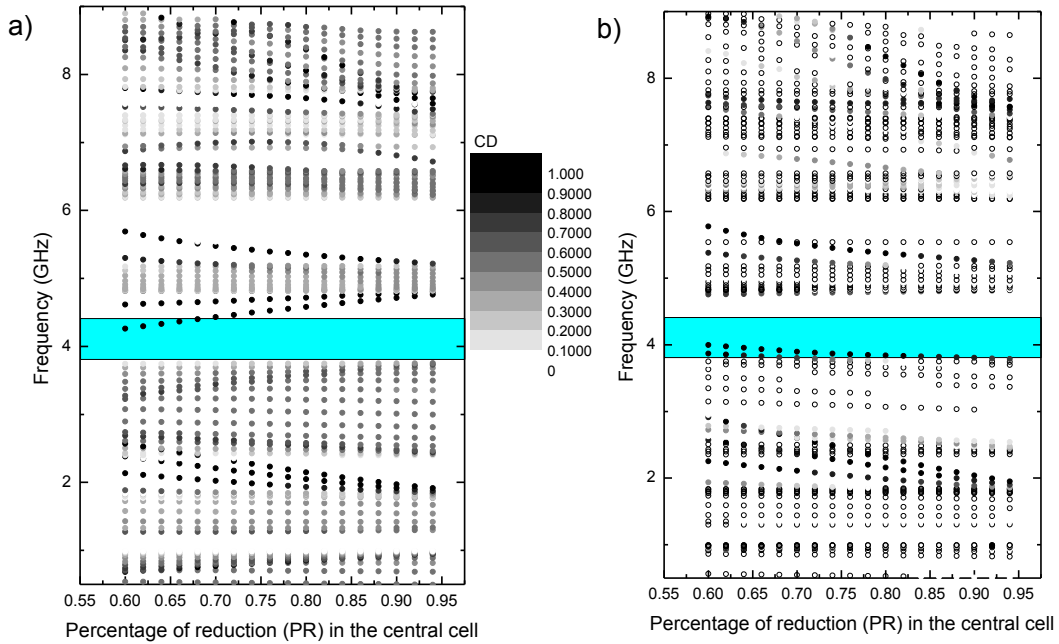 a)
8
6
4
2
Frequency (GHz)
0.55 0.60 0.65 0.70 0.75 0.80 0.85 0.90 0.95
Percentage of reduction (PR) in the central cell
CD
1.000
0.9000
0.8000
0.7000
0.6000
0.5000
0.4000
0.3000
0.2000
0.1000
0
b)
8
6
4
2
Frequency (GHz)
0.55 0.60 0.65 0.70 0.75 0.80 0.85 0.90 0.95
Percentage of reduction (PR) in the central cell